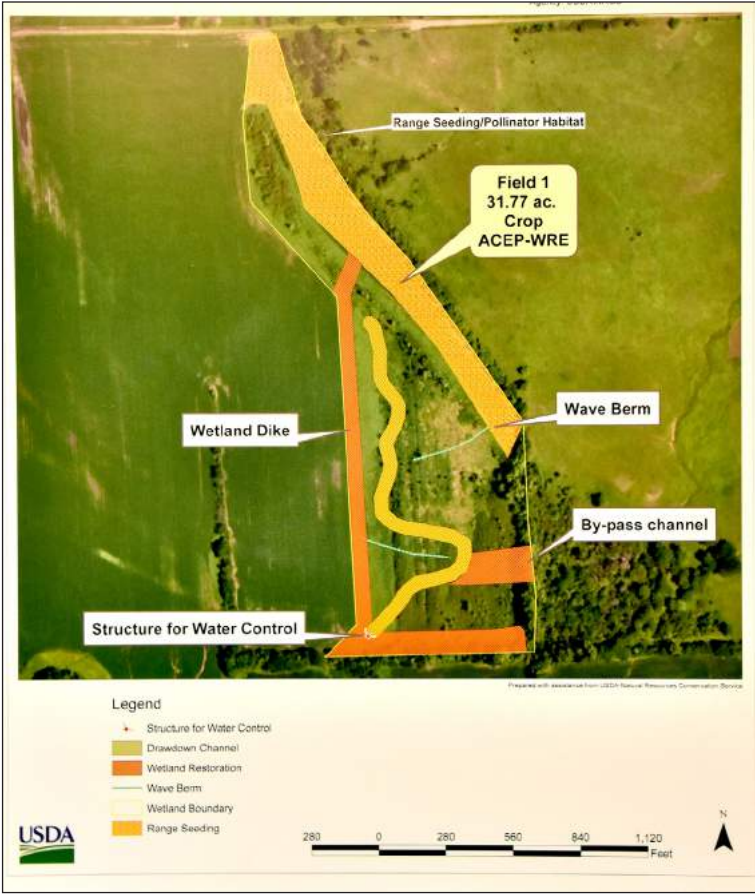 Range Seeding/Pollinator Habitat
Field 1
31.77 ac.
Crop
ACEP-WRE
Wave Berm
Wetland Dike
By-pass channel
Structure for Water Control
Prepared with assistance from USDA-Natural Resources Conservation Service
Legend
Structure for Water Control
Drawdown Channel
Wetland Restoration
Wave Berm
Wetland Boundary
Range Seeding
USDA
280 0 280 560 840 1,120
Feet
N